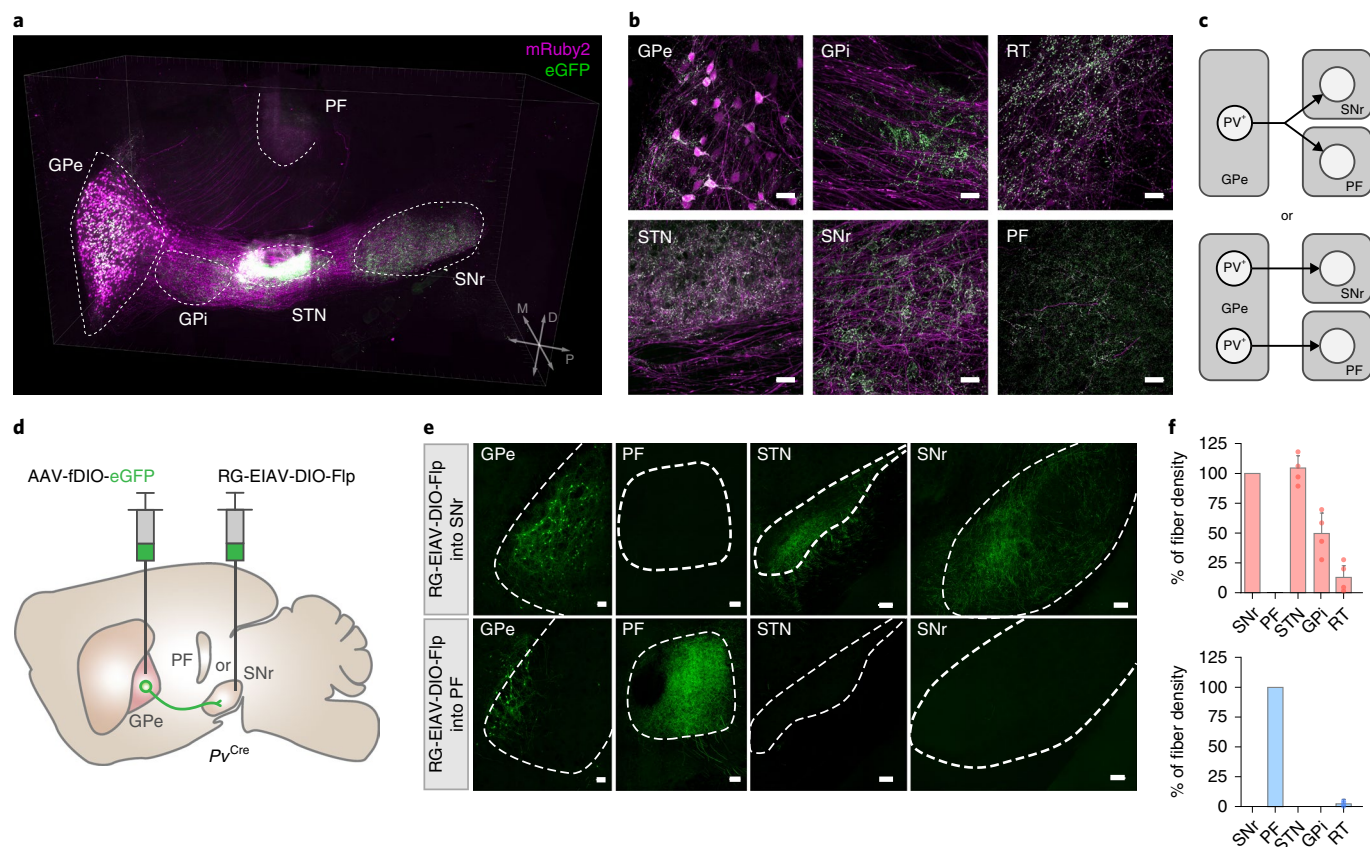 a
mRuby2
eGFP
PF
GPe
GPi
STN
SNr
M
D
P
b
GPe
GPi
RT
STN
SNr
PF
c
PV+
GPe
SNr
PF
or
PV+
GPe
PV+
SNr
PF
d
AAV-fDIO-eGFP
RG-EIAV-DIO-Flp
PF
or
SNr
GPe
PvCre
e
RG-EIAV-DIO-Flp
into SNr
GPe
PF
STN
SNr
RG-EIAV-DIO-Flp
into PF
GPe
PF
STN
SNr
f
% of fiber density
125
100
75
50
25
0
SNr
PF
STN
GPi
RT
% of fiber density
125
100
75
50
25
0
SNr
PF
STN
GPi
RT